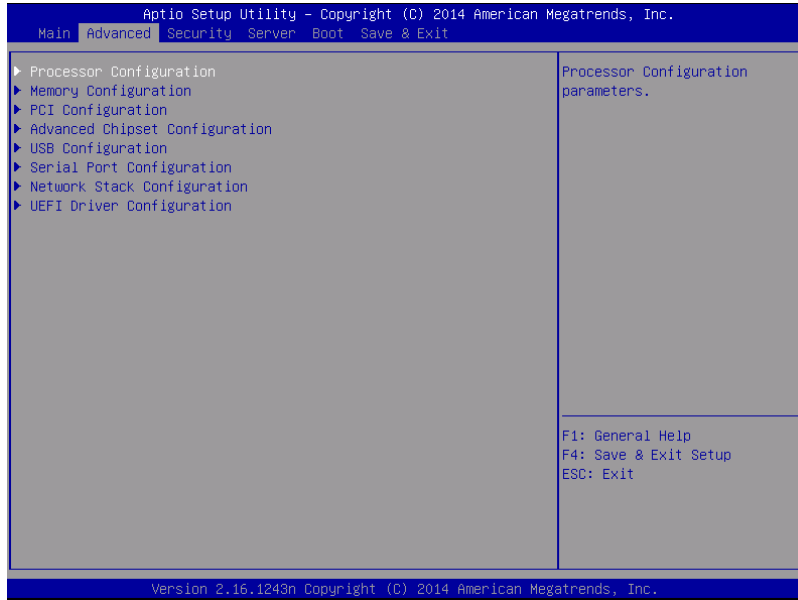 Aptio Setup Utility – Copyright (C) 2014 American Megatrends, Inc.
Main Advanced Security Server Boot Save & Exit
Processor Configuration
Memory Configuration
PCI Configuration
Advanced Chipset Configuration
USB Configuration
Serial Port Configuration
Network Stack Configuration
UEFI Driver Configuration
Processor Configuration
parameters.
F1: General Help
F4: Save & Exit Setup
ESC: Exit
Version 2.16.1243n Copyright (C) 2014 American Megatrends, Inc.